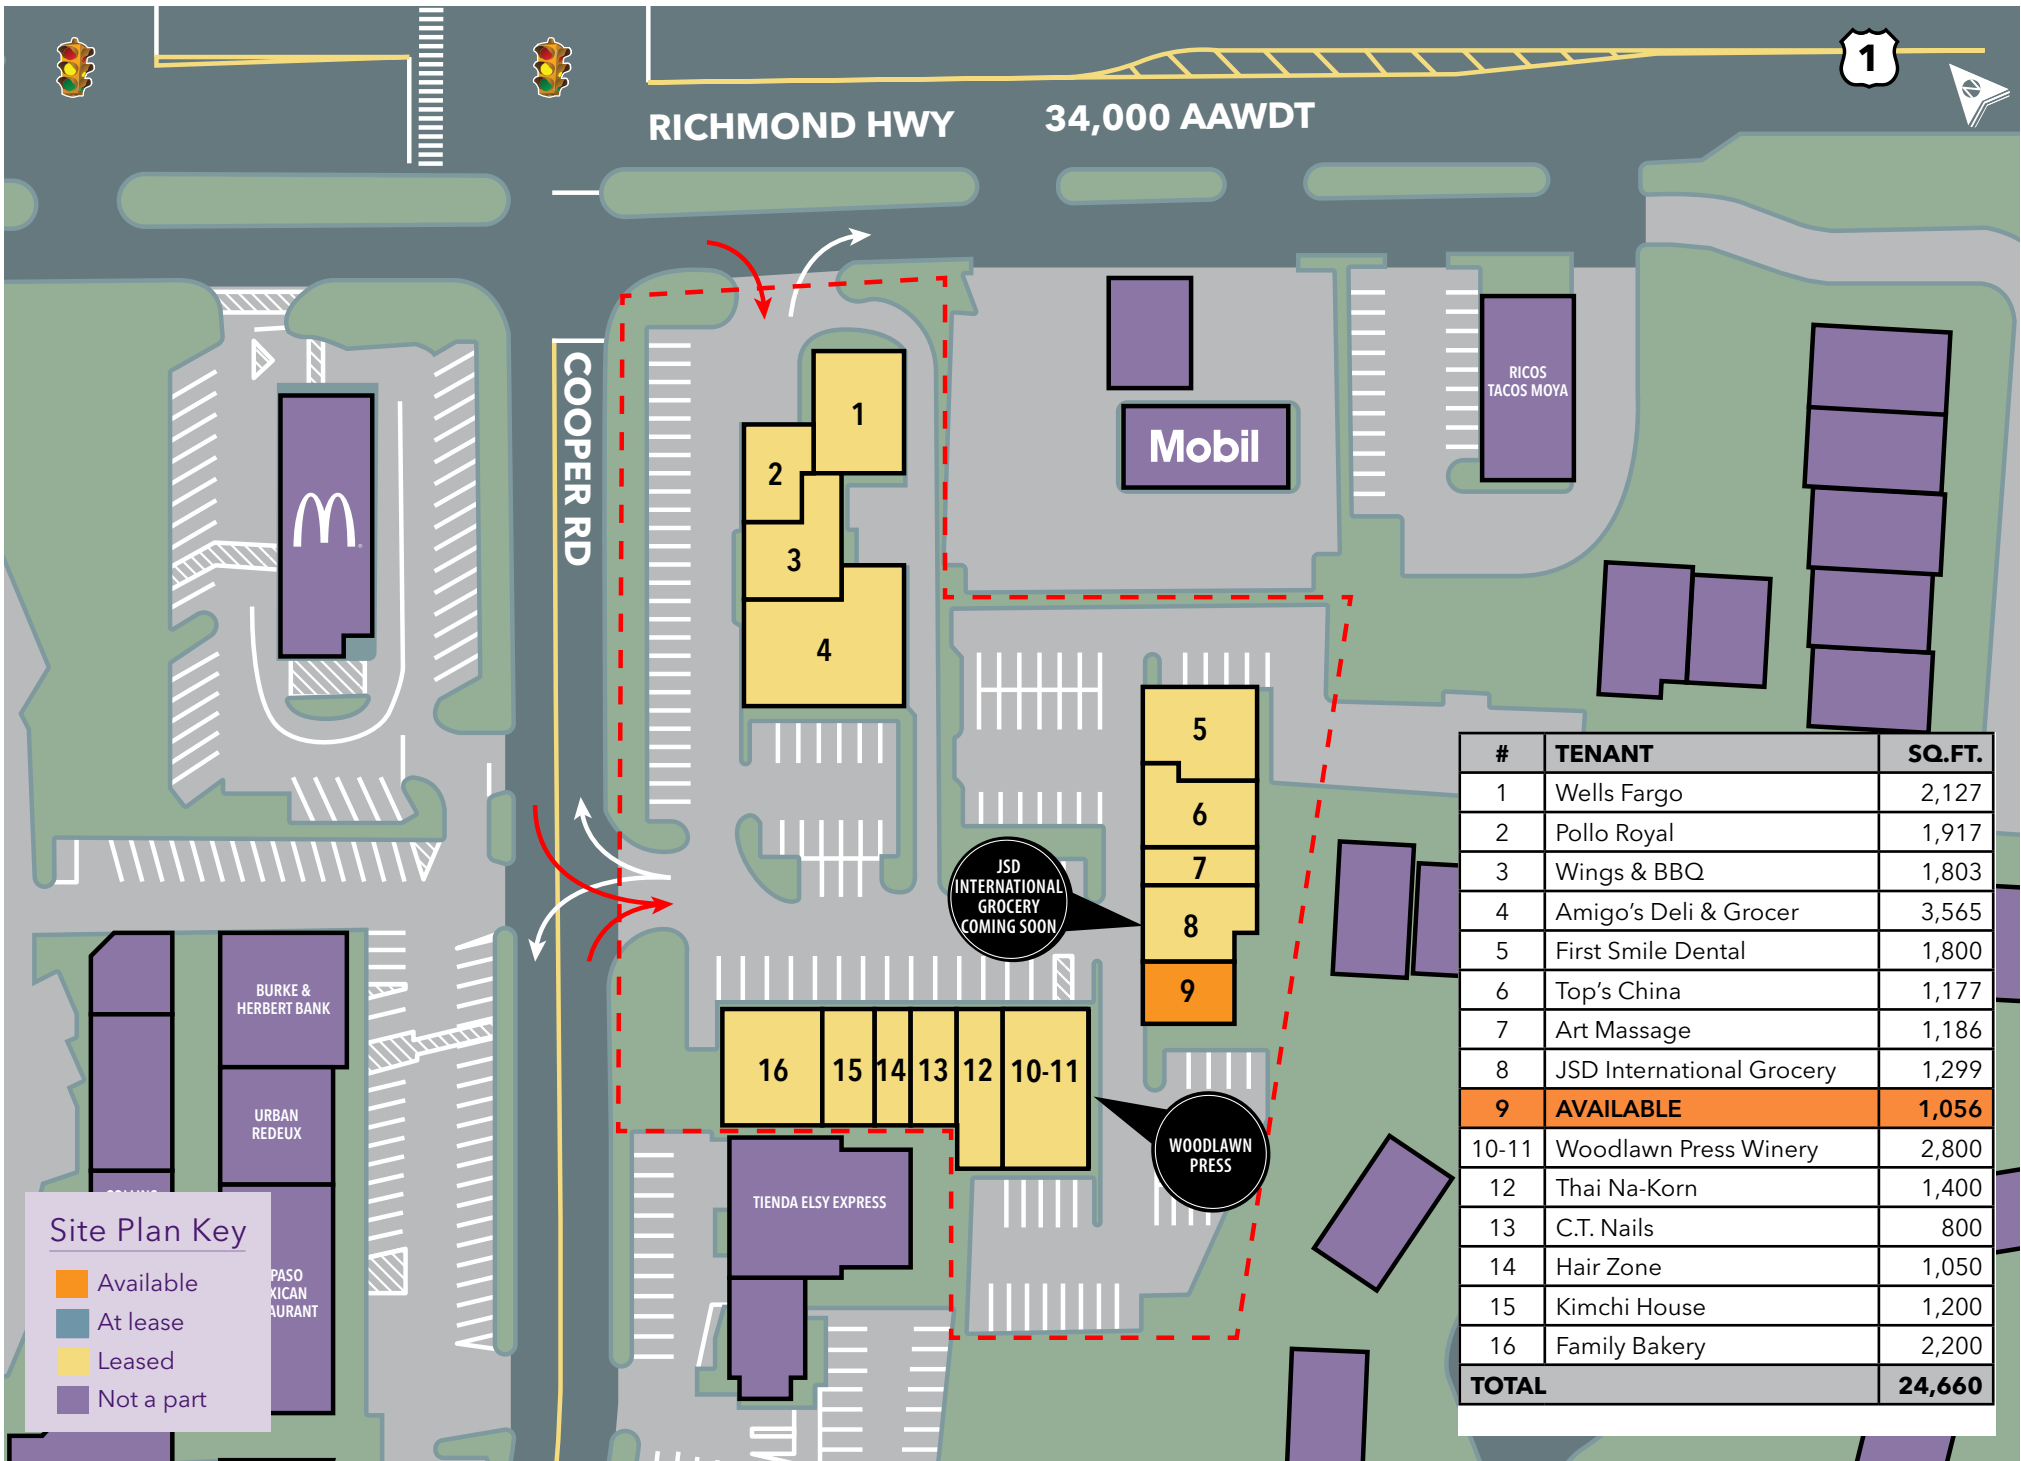 1
RICHMOND HWY
34,000 AAWDT
COOPER RD
1
2
3
4
Mobil
RICOS
TACOS MOYA
5
6
7
8
9
JSD
INTERNATIONAL
GROCERY
COMING SOON
16
15
14
13
12
10-11
WOODLAWN
PRESS
TIENDA ELSY EXPRESS
BURKE &
HERBERT BANK
URBAN
REDEUX
PASO
XICAN
AURANT
Site Plan Key
Available
At lease
Leased
Not a part
# TENANT SQ.FT.
1 Wells Fargo 2,127
2 Pollo Royal 1,917
3 Wings & BBQ 1,803
4 Amigo's Deli & Grocer 3,565
5 First Smile Dental 1,800
6 Top's China 1,177
7 Art Massage 1,186
8 JSD International Grocery 1,299
9 AVAILABLE 1,056
10-11 Woodlawn Press Winery 2,800
12 Thai Na-Korn 1,400
13 C.T. Nails 800
14 Hair Zone 1,050
15 Kimchi House 1,200
16 Family Bakery 2,200
TOTAL 24,660